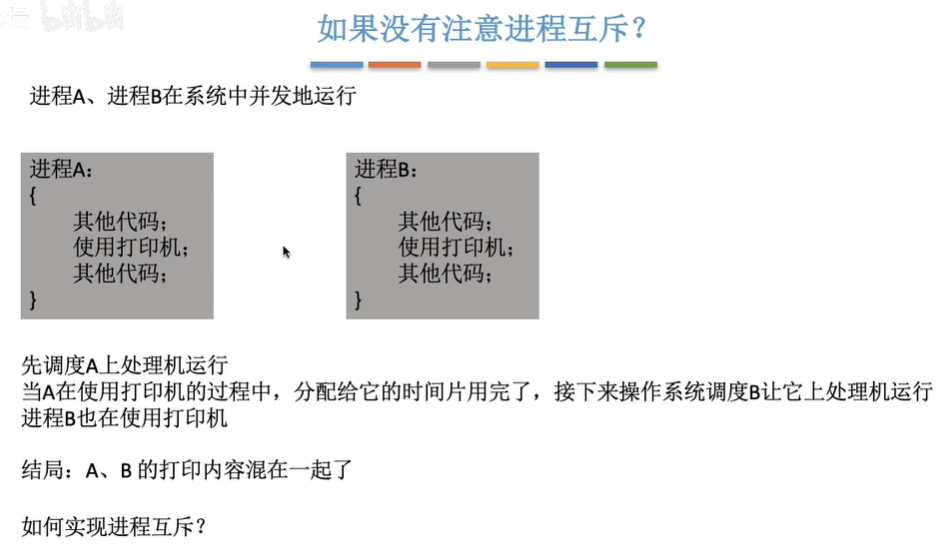 bilibili
如果没有注意进程互斥？
进程A、进程B在系统中并发地运行
进程A：
{
其他代码；
使用打印机；
其他代码；
}
进程B：
{
其他代码；
使用打印机；
其他代码；
}
先调度A上处理机运行
当A在使用打印机的过程中，分配给它的时间片用完了，接下来操作系统调度B让它上处理机运行
进程B也在使用打印机
结局：A、B 的打印内容混在一起了
如何实现进程互斥？